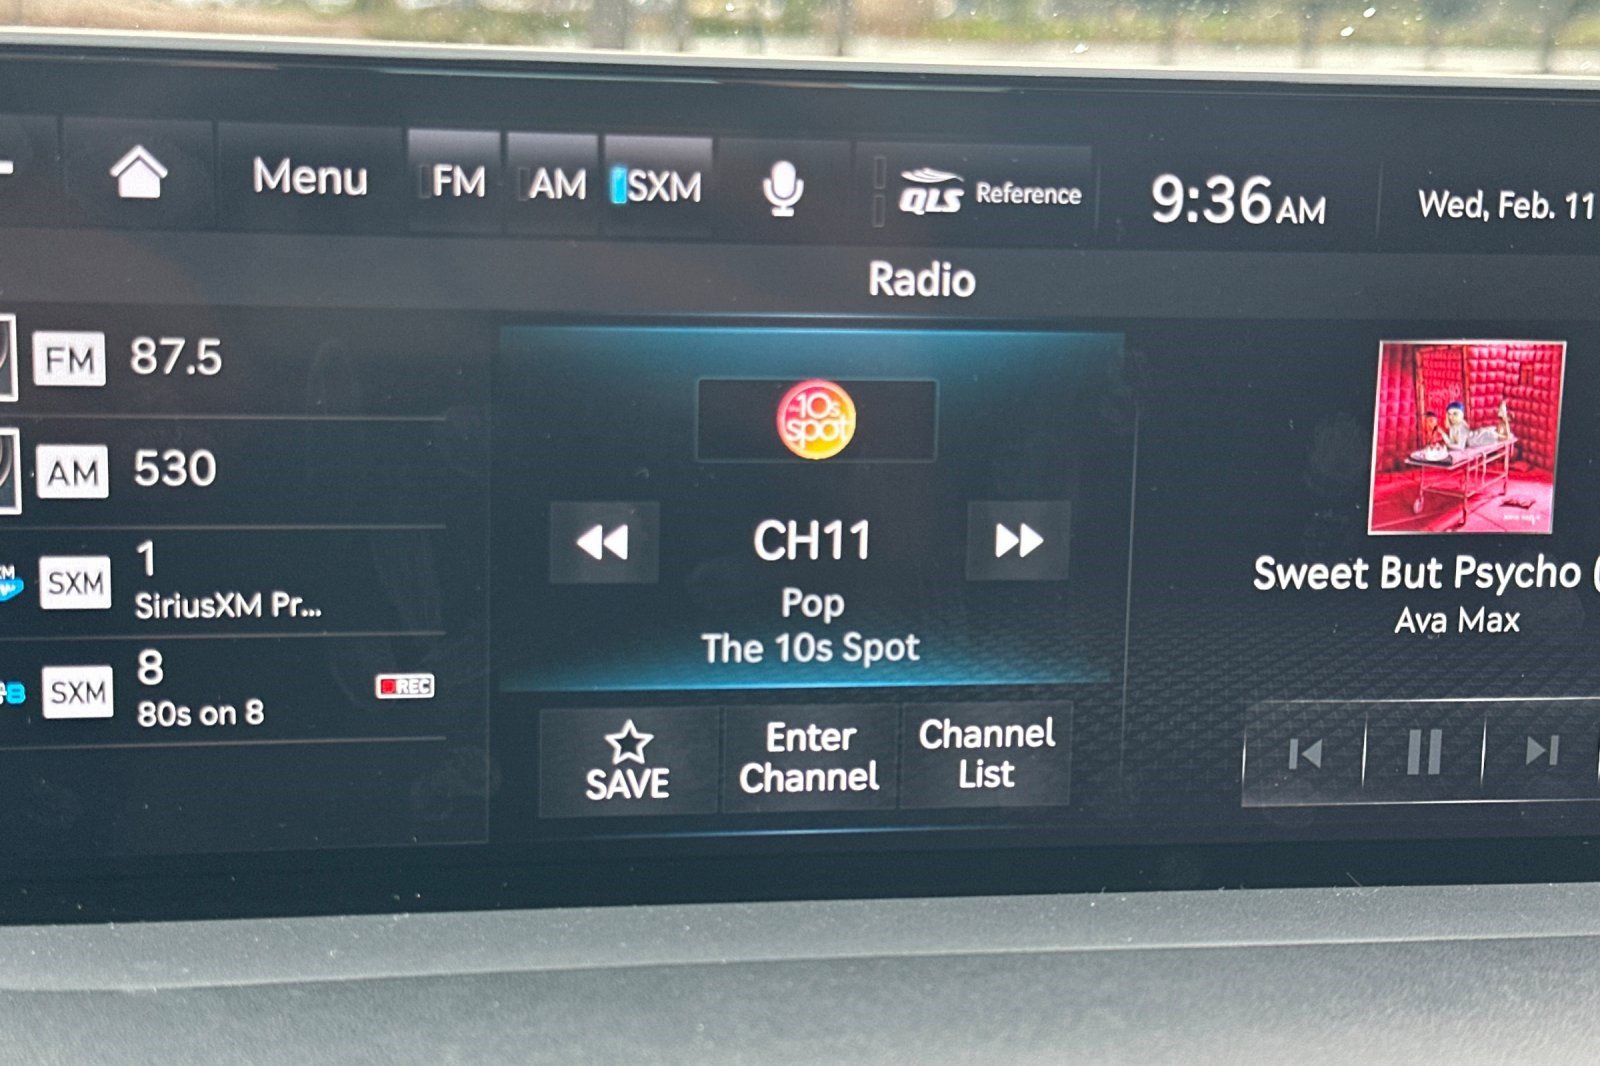 Menu
FM
AM
SXM
QLS Reference
9:36 AM
Wed, Feb. 11
Radio
FM 87.5
AM 530
SXM 1
SiriusXM Pr...
SXM 8
80s on 8
REC
10s
spot
CH11
Pop
The 10s Spot
SAVE
Enter
Channel
Channel
List
Sweet But Psycho (
Ava Max